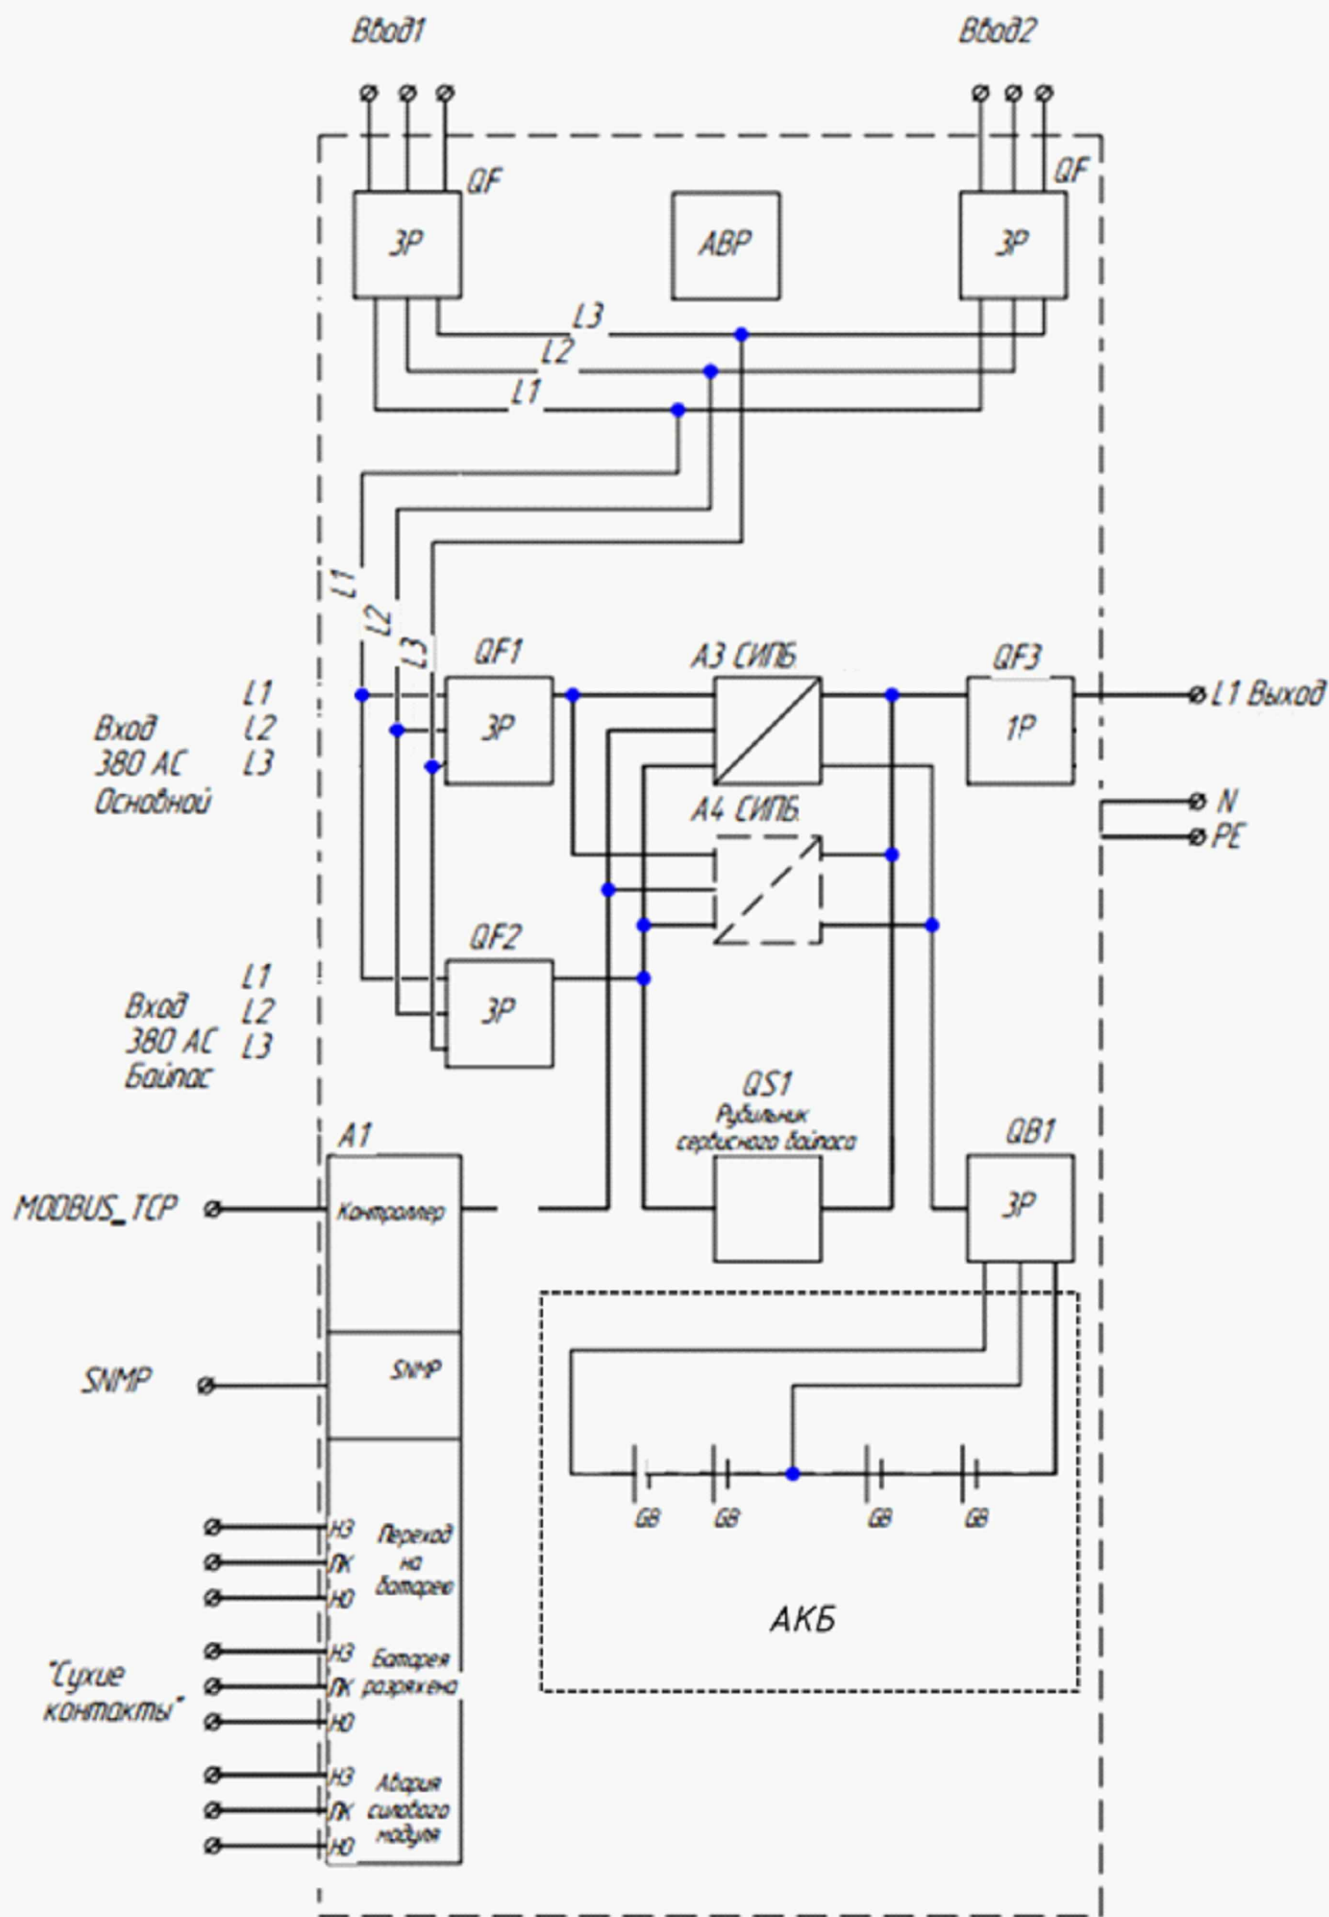 Ввод1
Ввод2
QF
QF
3P
АВР
3P
L3
L2
L1
L1
L2
L3
QF1
А3 СИПБ
QF3
L1
Вход
L2
380 АС
L3
Основной
3P
1P
L1 Выход
А4 СИПБ
N
PE
QF2
L1
Вход
L2
380 АС
L3
Байпас
3P
QS1
Рубильник
сервисного байпаса
А1
QB1
MODBUS_TCP
Контроллер
3P
SNMP
SNMP
GB
GB
GB
GB
АКБ
НЗ
ПК
НО
Переход
на
батарею
"Сухие
контакты"
НЗ
ПК
НО
Батарея
разряжена
НЗ
ПК
НО
Авария
силового
модуля